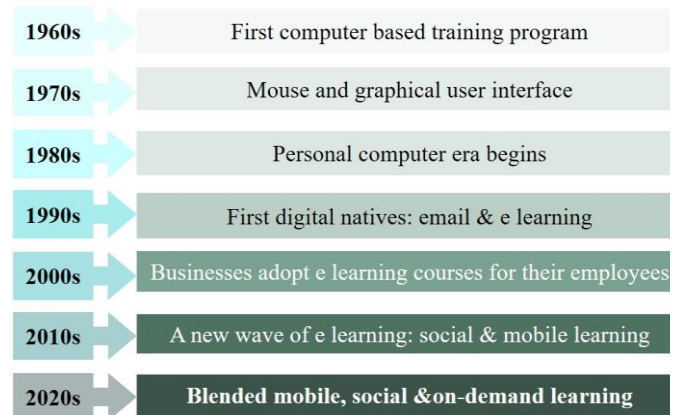 1960s First computer based training program
1970s Mouse and graphical user interface
1980s Personal computer era begins
1990s First digital natives: email & e learning
2000s Businesses adopt e learning courses for their employees
2010s A new wave of e learning: social & mobile learning
2020s Blended mobile, social &on-demand learning